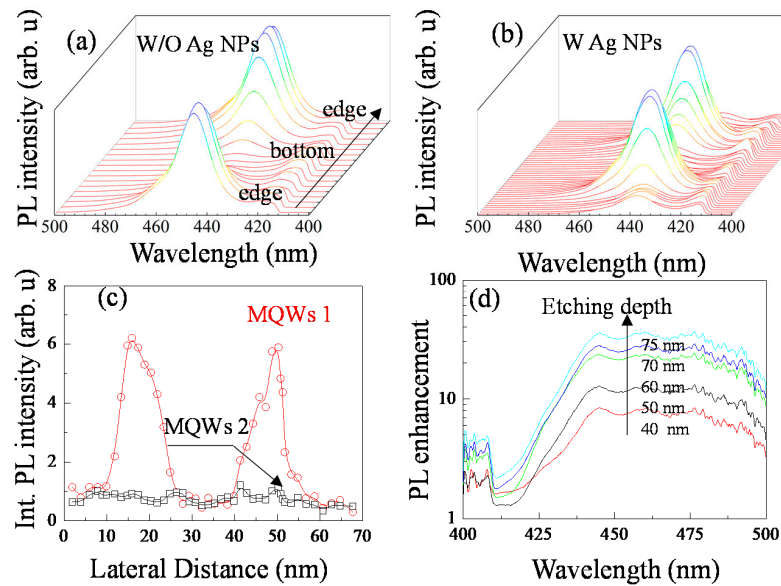 (a)
W/O Ag NPs
edge
bottom
edge
PL intensity (arb. u)
500 480 460 440 420 400
Wavelength (nm)
(b)
W Ag NPs
PL intensity (arb. u)
500 480 460 440 420 400
Wavelength (nm)
(c)
MQWs 1
MQWs 2
Int. PL intensity (arb. u)
8
6
4
2
0
0 10 20 30 40 50 60 70
Lateral Distance (nm)
(d)
Etching depth
75 nm
70 nm
60 nm
50 nm
40 nm
PL enhancement
100
10
1
400 425 450 475 500
Wavelength (nm)